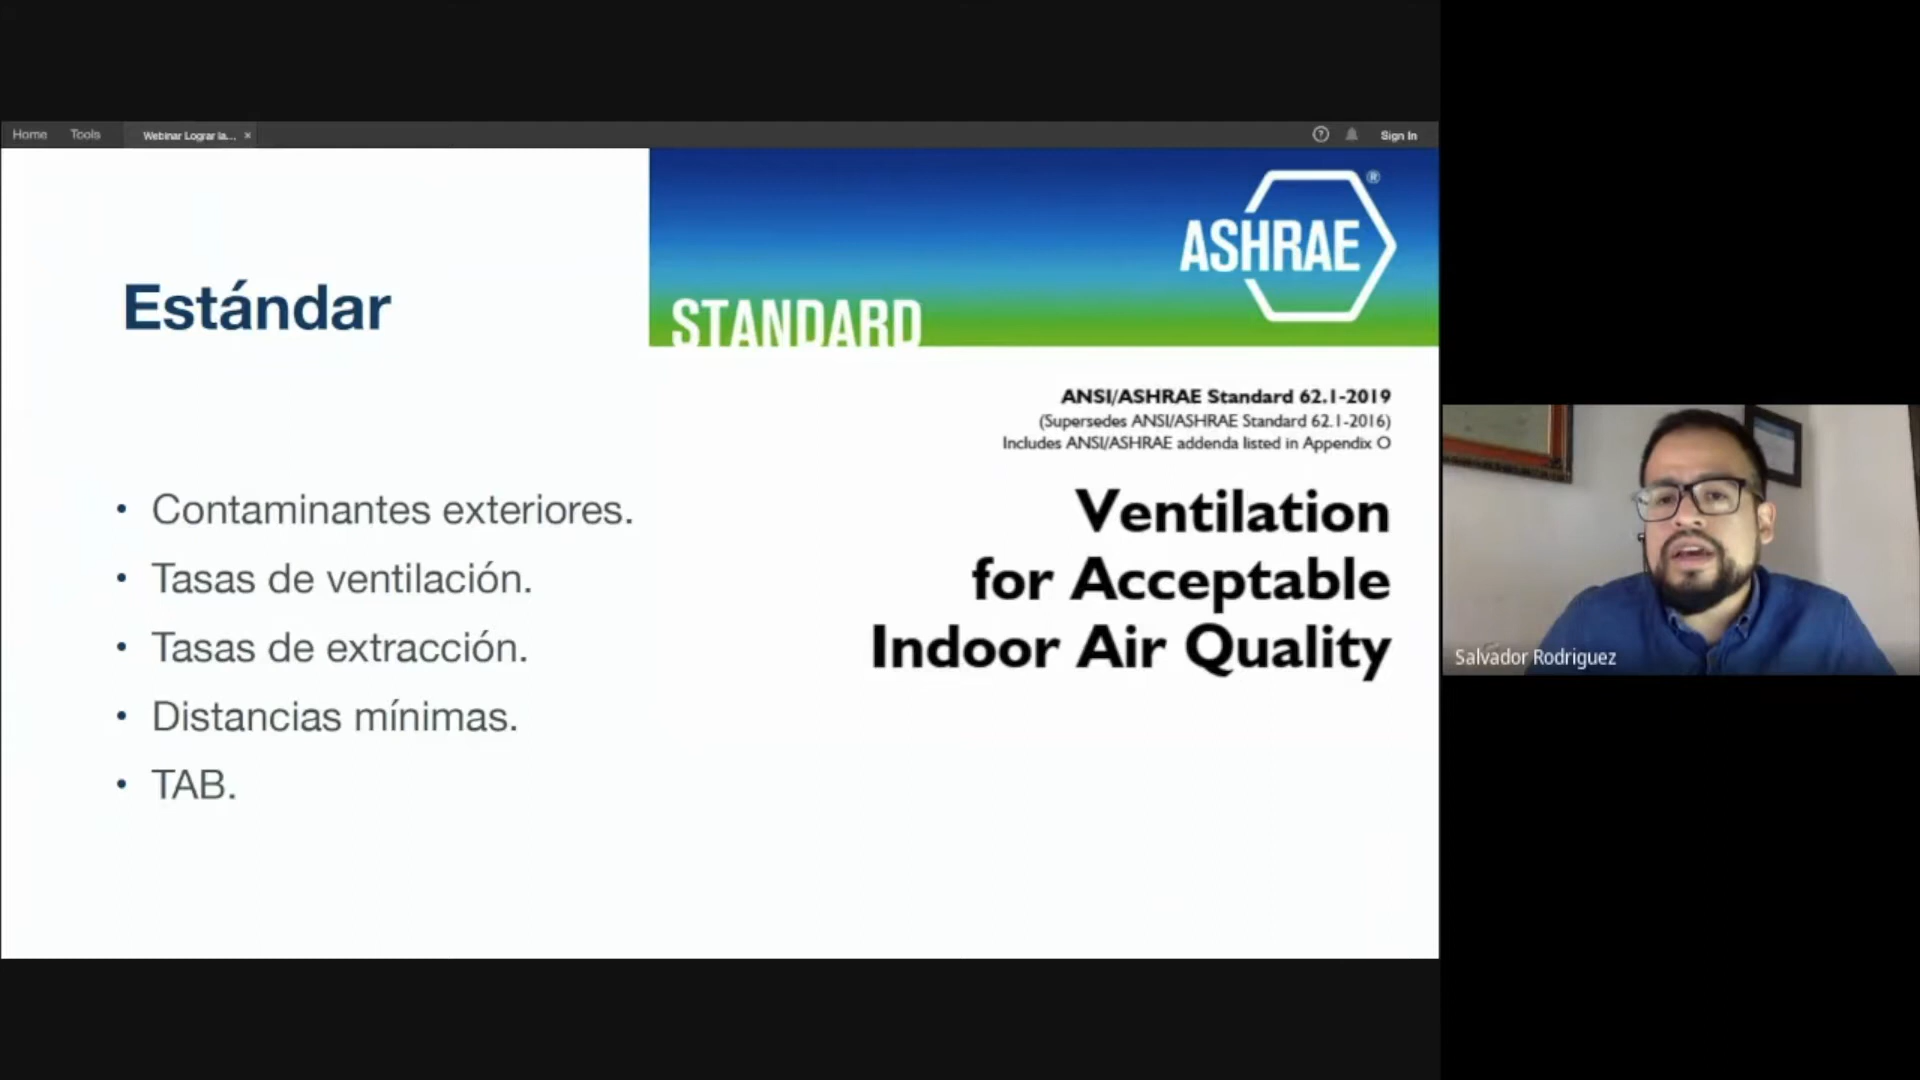 Home Tools Webinar Lograr la... × ? Sign In
ASHRAE ®
STANDARD
Estándar
ANSI/ASHRAE Standard 62.1-2019
(Supersedes ANSI/ASHRAE Standard 62.1-2016)
Includes ANSI/ASHRAE addenda listed in Appendix O
Ventilation
for Acceptable
Indoor Air Quality
• Contaminantes exteriores.
• Tasas de ventilación.
• Tasas de extracción.
• Distancias mínimas.
• TAB.
Salvador Rodriguez